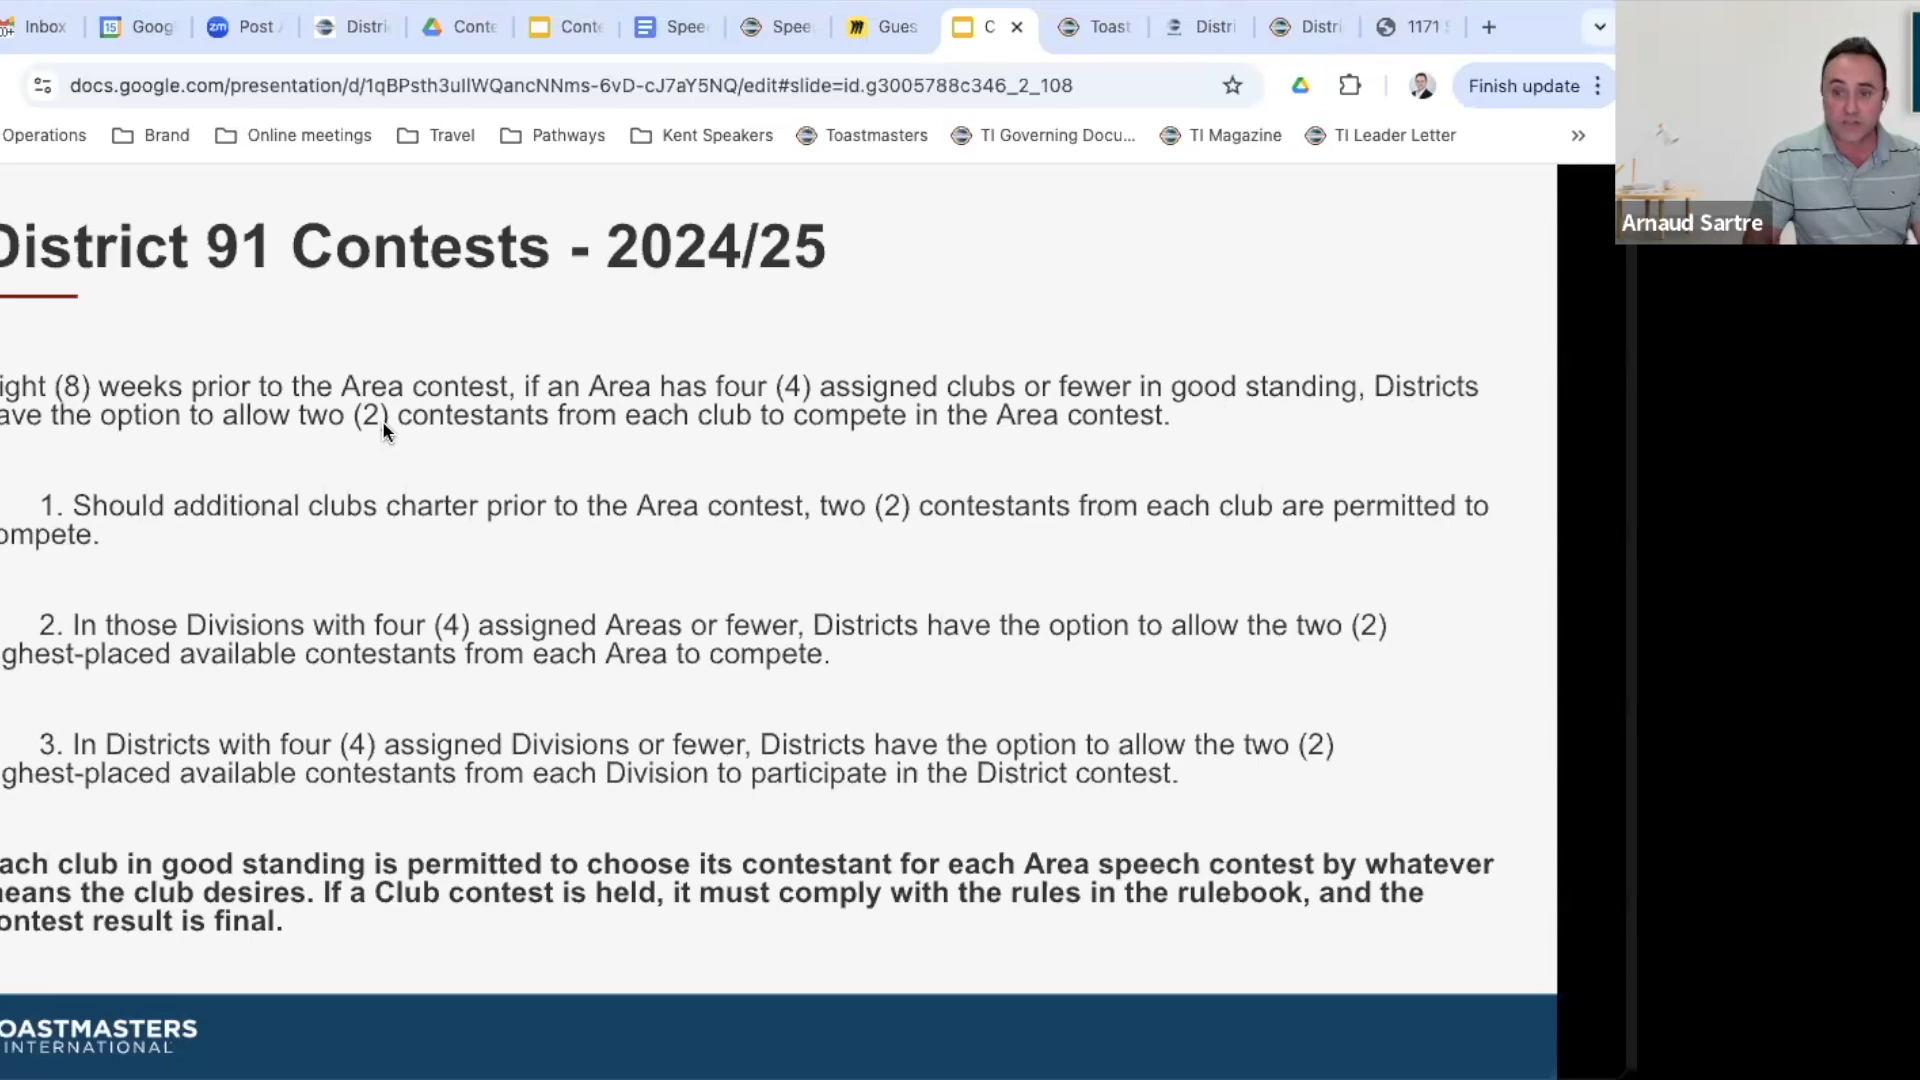 Inbox
Goog
Post
Distri
Conte
Conte
Spee
Spee
Gues
C
Toast
Distri
Distri
1171
docs.google.com/presentation/d/1qBPsth3uIlWQancNNms-6vD-cJ7aY5NQ/edit#slide=id.g3005788c346_2_108
Finish update
Operations
Brand
Online meetings
Travel
Pathways
Kent Speakers
Toastmasters
TI Governing Docu...
TI Magazine
TI Leader Letter
Arnaud Sartre
District 91 Contests - 2024/25
ight (8) weeks prior to the Area contest, if an Area has four (4) assigned clubs or fewer in good standing, Districts
ave the option to allow two (2) contestants from each club to compete in the Area contest.
1. Should additional clubs charter prior to the Area contest, two (2) contestants from each club are permitted to
ompete.
2. In those Divisions with four (4) assigned Areas or fewer, Districts have the option to allow the two (2)
ghest-placed available contestants from each Area to compete.
3. In Districts with four (4) assigned Divisions or fewer, Districts have the option to allow the two (2)
ghest-placed available contestants from each Division to participate in the District contest.
ach club in good standing is permitted to choose its contestant for each Area speech contest by whatever
eans the club desires. If a Club contest is held, it must comply with the rules in the rulebook, and the
ontest result is final.
OASTMASTERS
INTERNATIONAL